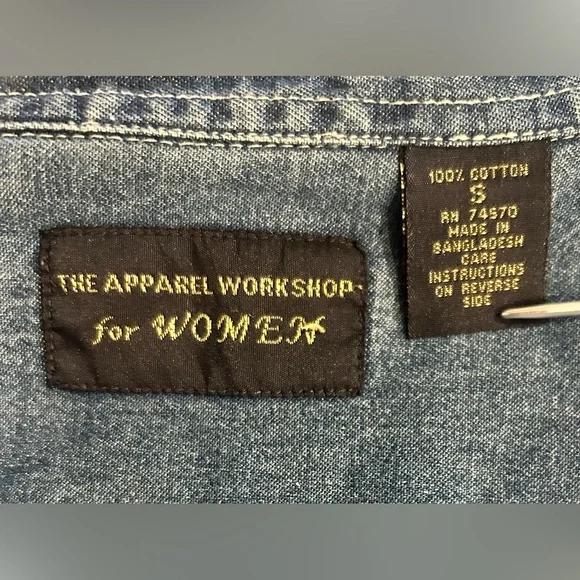 THE APPAREL WORKSHOP
for WOMEN
100% COTTON
S
RN 74570
MADE IN
BANGLADESH
CARE
INSTRUCTIONS
ON REVERSE
SIDE